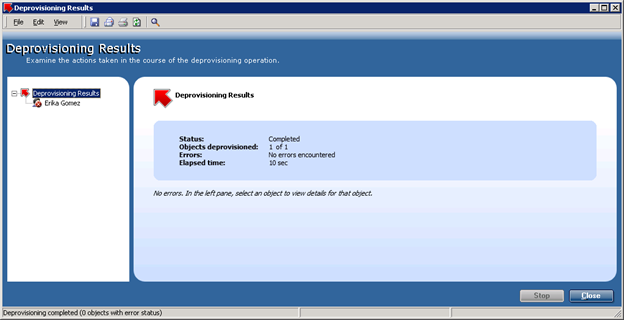 Deprovisioning Results
File Edit View
Deprovisioning Results
Examine the actions taken in the course of the deprovisioning operation.
Deprovisioning Results
Erika Gomez
Deprovisioning Results
Status: Completed
Objects deprovisioned: 1 of 1
Errors: No errors encountered
Elapsed time: 10 sec
No errors. In the left pane, select an object to view details for that object.
Stop Close
Deprovisioning completed (0 objects with error status)